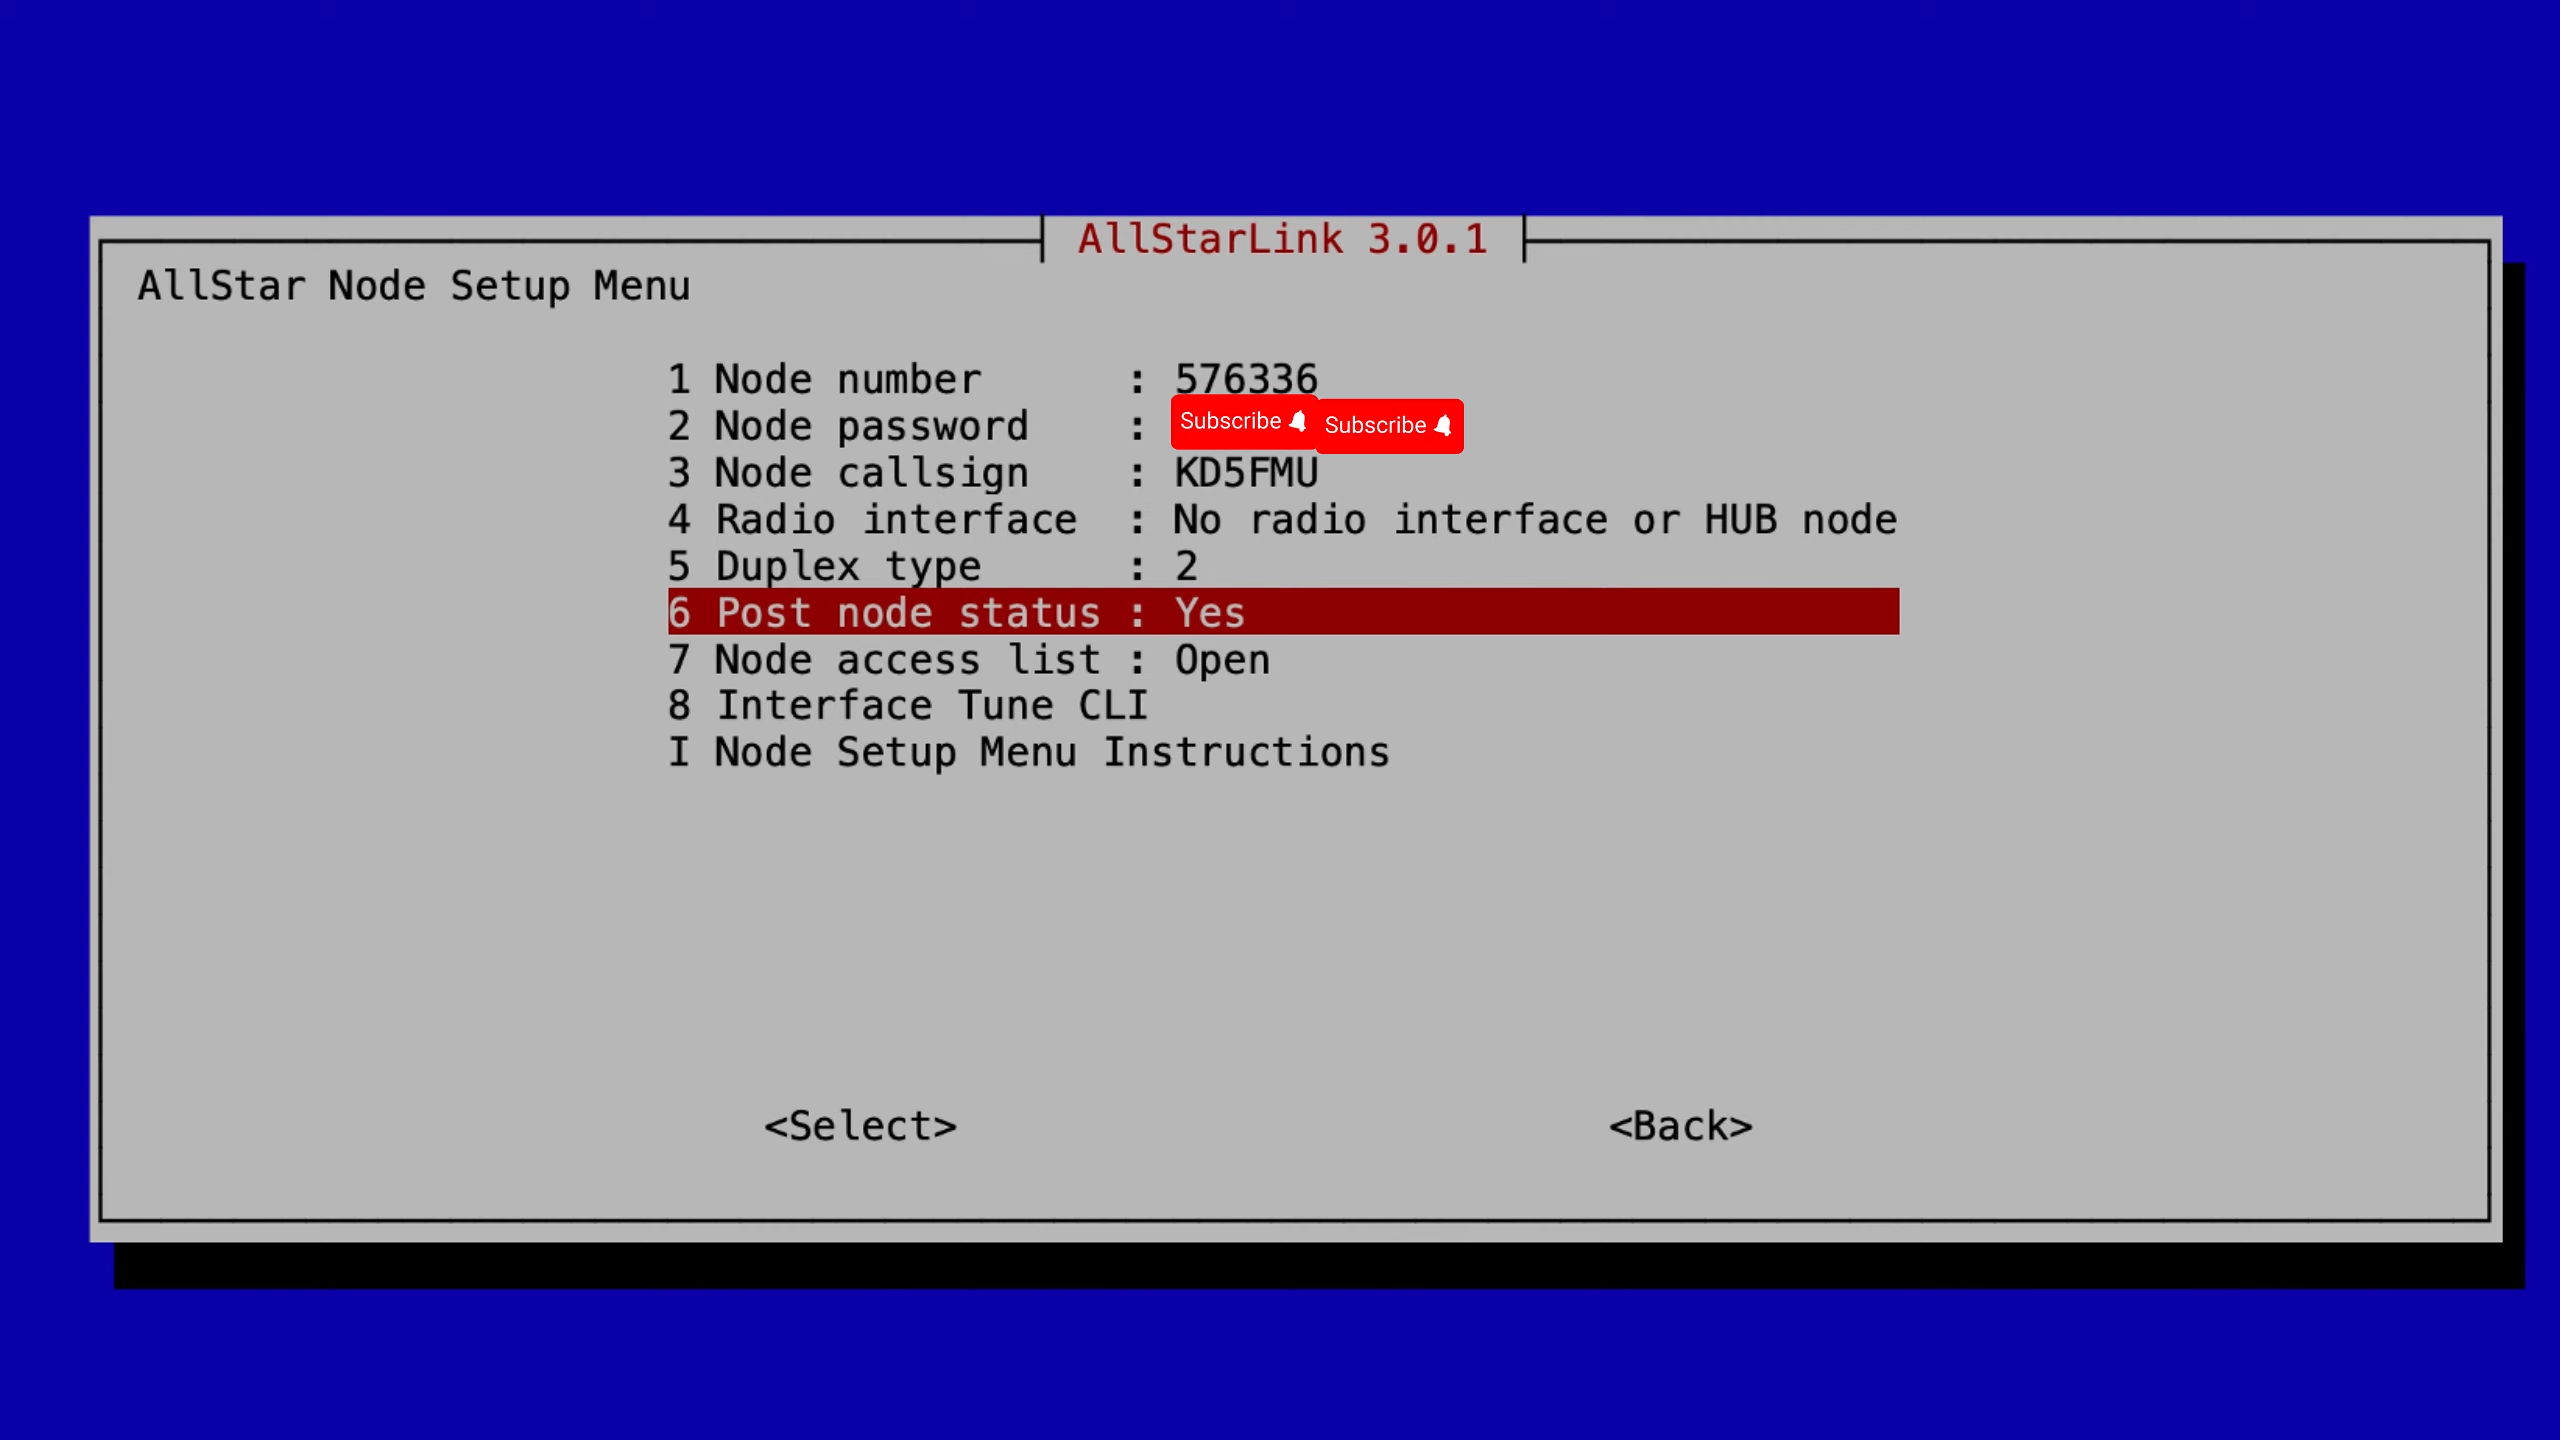 AllStarLink 3.0.1
AllStar Node Setup Menu
1 Node number : 576336
2 Node password : Subscribe Subscribe
3 Node callsign : KD5FMU
4 Radio interface : No radio interface or HUB node
5 Duplex type : 2
6 Post node status : Yes
7 Node access list : Open
8 Interface Tune CLI
I Node Setup Menu Instructions
<Select> <Back>